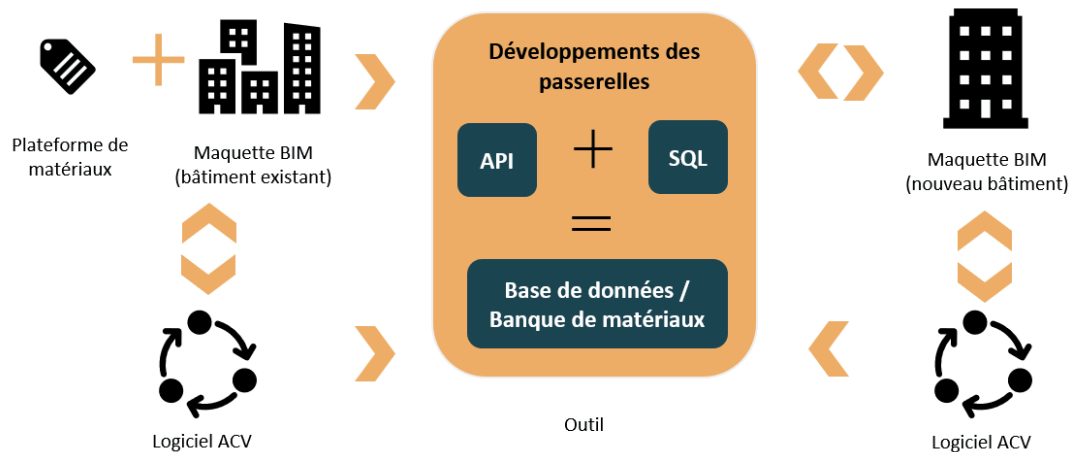 Développements des
passerelles
API
SQL
Base de données /
Banque de matériaux
Plateforme de
matériaux
Maquette BIM
(bâtiment existant)
Maquette BIM
(nouveau bâtiment)
Logiciel ACV
Outil
Logiciel ACV